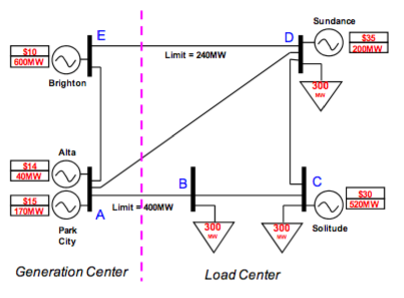 Sundance
E
D
$35
200MW
$10
600MW
Limit = 240MW
Brighton
300
MW
Alta
$14
40MW
B
C
$30
520MW
$15
170MW
A
Limit = 400MW
Park
City
300
MW
300
MW
Solitude
Generation Center
Load Center